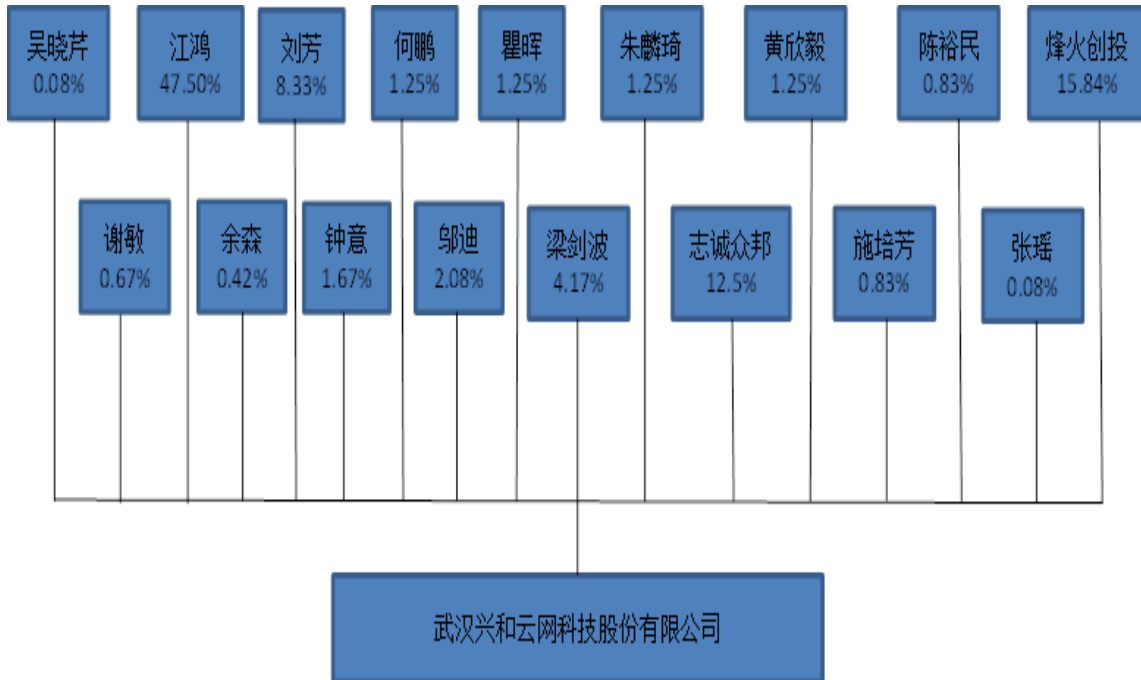 吴晓芹
0.08%
江鸿
47.50%
刘芳
8.33%
何鹏
1.25%
瞿晖
1.25%
朱麟琦
1.25%
黄欣毅
1.25%
陈裕民
0.83%
烽火创投
15.84%
谢敏
0.67%
余森
0.42%
钟意
1.67%
邬迪
2.08%
梁剑波
4.17%
志诚众邦
12.5%
施培芳
0.83%
张瑶
0.08%
武汉兴和云网科技股份有限公司